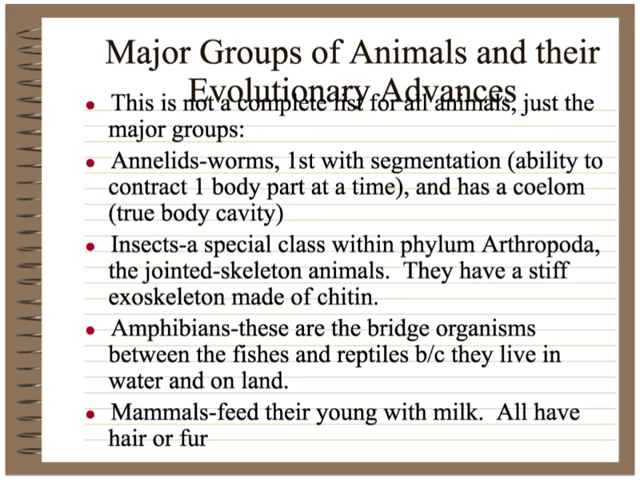 Major Groups of Animals and their
Evolutionary Advances
• This is not a complete list for all animals, just the
major groups:
• Annelids-worms, 1st with segmentation (ability to
contract 1 body part at a time), and has a coelom
(true body cavity)
• Insects-a special class within phylum Arthropoda,
the jointed-skeleton animals. They have a stiff
exoskeleton made of chitin.
• Amphibians-these are the bridge organisms
between the fishes and reptiles b/c they live in
water and on land.
• Mammals-feed their young with milk. All have
hair or fur